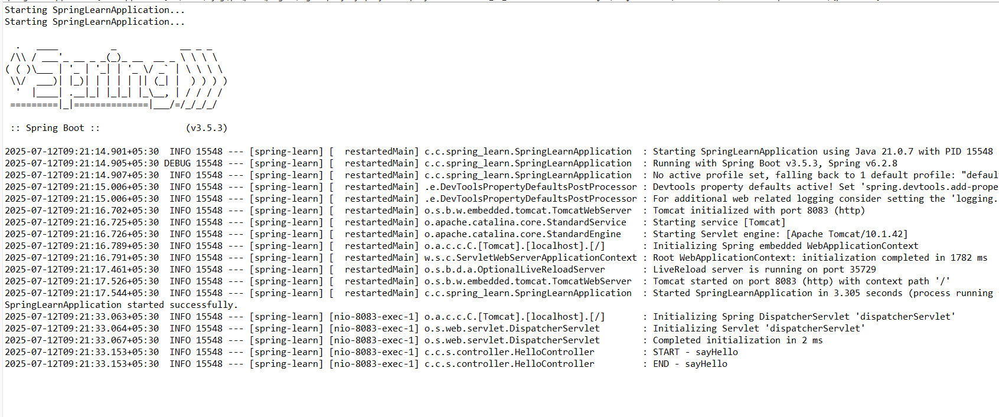 Starting SpringLearnApplication...
Starting SpringLearnApplication...
  .   ____          _            __ _ _
 /\\ / ___'_ __ _ _(_)_ __  __ _ \ \ \ \
( ( )\___ | '_ | '_| | '_ \/ _` | \ \ \ \
 \\/  ___)| |_)| | | | | || (_| |  ) ) ) )
  '  |____| .__|_| |_|_| |_\__, | / / / /
 =========|_|==============|___/=/_/_/_/
 :: Spring Boot ::                (v3.5.3)
2025-07-12T09:21:14.901+05:30  INFO 15548 --- [spring-learn] [  restartedMain] c.c.spring_learn.SpringLearnApplication  : Starting SpringLearnApplication using Java 21.0.7 with PID 15548
2025-07-12T09:21:14.905+05:30 DEBUG 15548 --- [spring-learn] [  restartedMain] c.c.spring_learn.SpringLearnApplication  : Running with Spring Boot v3.5.3, Spring v6.2.8
2025-07-12T09:21:14.907+05:30  INFO 15548 --- [spring-learn] [  restartedMain] c.c.spring_learn.SpringLearnApplication  : No active profile set, falling back to 1 default profile: "defaul
2025-07-12T09:21:15.006+05:30  INFO 15548 --- [spring-learn] [  restartedMain] .e.DevToolsPropertyDefaultsPostProcessor : Devtools property defaults active! Set 'spring.devtools.add-prope
2025-07-12T09:21:15.006+05:30  INFO 15548 --- [spring-learn] [  restartedMain] .e.DevToolsPropertyDefaultsPostProcessor : For additional web related logging consider setting the 'logging.
2025-07-12T09:21:16.702+05:30  INFO 15548 --- [spring-learn] [  restartedMain] o.s.b.w.embedded.tomcat.TomcatWebServer  : Tomcat initialized with port 8083 (http)
2025-07-12T09:21:16.725+05:30  INFO 15548 --- [spring-learn] [  restartedMain] o.apache.catalina.core.StandardService   : Starting service [Tomcat]
2025-07-12T09:21:16.726+05:30  INFO 15548 --- [spring-learn] [  restartedMain] o.apache.catalina.core.StandardEngine    : Starting Servlet engine: [Apache Tomcat/10.1.42]
2025-07-12T09:21:16.789+05:30  INFO 15548 --- [spring-learn] [  restartedMain] o.a.c.c.C.[Tomcat].[localhost].[/]       : Initializing Spring embedded WebApplicationContext
2025-07-12T09:21:16.791+05:30  INFO 15548 --- [spring-learn] [  restartedMain] w.s.c.ServletWebServerApplicationContext : Root WebApplicationContext: initialization completed in 1782 ms
2025-07-12T09:21:17.461+05:30  INFO 15548 --- [spring-learn] [  restartedMain] o.s.b.d.a.OptionalLiveReloadServer       : LiveReload server is running on port 35729
2025-07-12T09:21:17.526+05:30  INFO 15548 --- [spring-learn] [  restartedMain] o.s.b.w.embedded.tomcat.TomcatWebServer  : Tomcat started on port 8083 (http) with context path '/'
2025-07-12T09:21:17.544+05:30  INFO 15548 --- [spring-learn] [  restartedMain] c.c.spring_learn.SpringLearnApplication  : Started SpringLearnApplication in 3.305 seconds (process running
SpringLearnApplication started successfully.
2025-07-12T09:21:33.063+05:30  INFO 15548 --- [spring-learn] [nio-8083-exec-1] o.a.c.c.C.[Tomcat].[localhost].[/]       : Initializing Spring DispatcherServlet 'dispatcherServlet'
2025-07-12T09:21:33.064+05:30  INFO 15548 --- [spring-learn] [nio-8083-exec-1] o.s.web.servlet.DispatcherServlet        : Initializing Servlet 'dispatcherServlet'
2025-07-12T09:21:33.067+05:30  INFO 15548 --- [spring-learn] [nio-8083-exec-1] o.s.web.servlet.DispatcherServlet        : Completed initialization in 2 ms
2025-07-12T09:21:33.153+05:30  INFO 15548 --- [spring-learn] [nio-8083-exec-1] c.c.s.controller.HelloController         : START - sayHello
2025-07-12T09:21:33.153+05:30  INFO 15548 --- [spring-learn] [nio-8083-exec-1] c.c.s.controller.HelloController         : END - sayHello